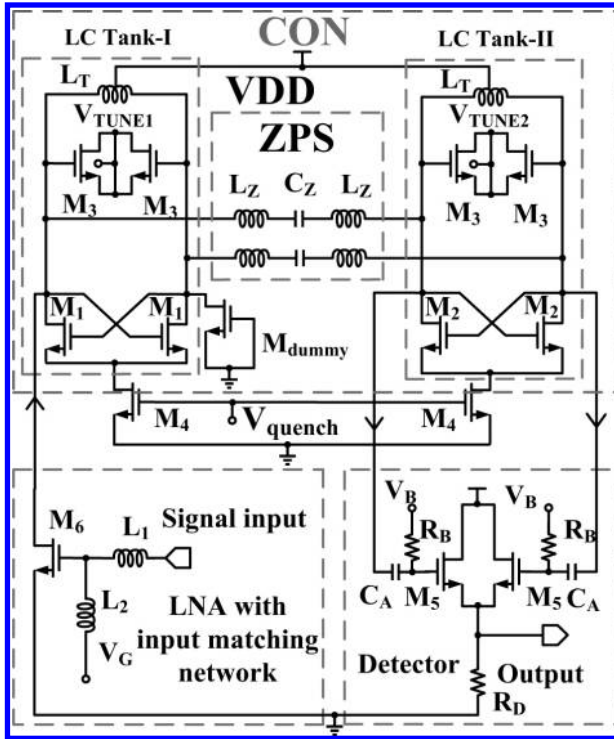 LC Tank-I
CON
LC Tank-II
L_T
VDD
L_T
V_TUNE1
V_TUNE2
ZPS
L_Z C_Z L_Z
M_3 M_3
M_3 M_3
M_1 M_1
M_2 M_2
M_dummy
M_4
V_quench
M_4
M_6
L_1
Signal input
V_B
V_B
R_B
R_B
L_2
LNA with
input matching
network
V_G
C_A
M_5
M_5
C_A
Detector
Output
R_D